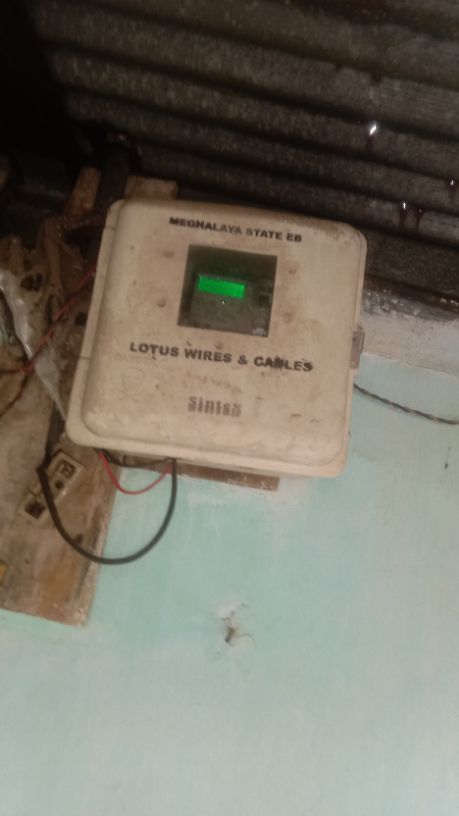 MEGHALAYA STATE EB
LOTUS WIRES & CABLES
sintex